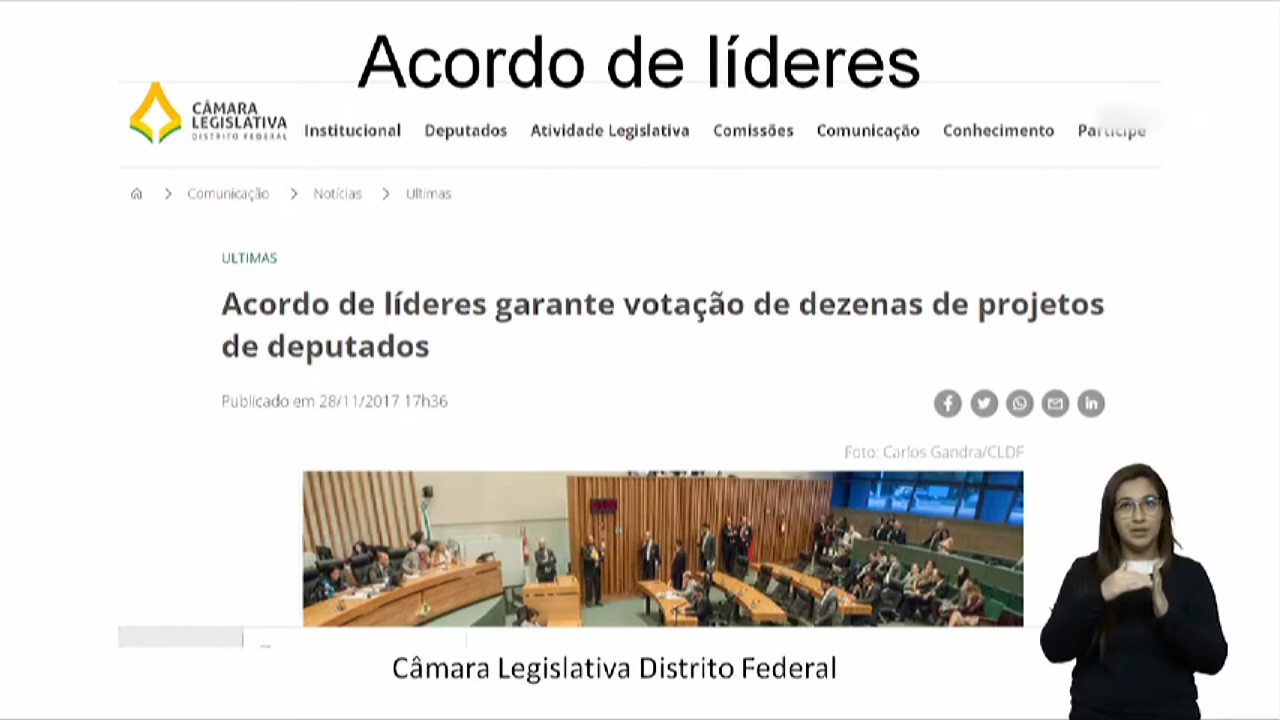 Acordo de líderes
CÂMARA
LEGISLATIVA
DISTRITO FEDERAL
Institucional Deputados Atividade Legislativa Comissões Comunicação Conhecimento Participe
Comunicação Notícias Ultimas
ULTIMAS
Acordo de líderes garante votação de dezenas de projetos
de deputados
Publicado em 28/11/2017 17h36
Foto: Carlos Gandra/CLDF
Câmara Legislativa Distrito Federal